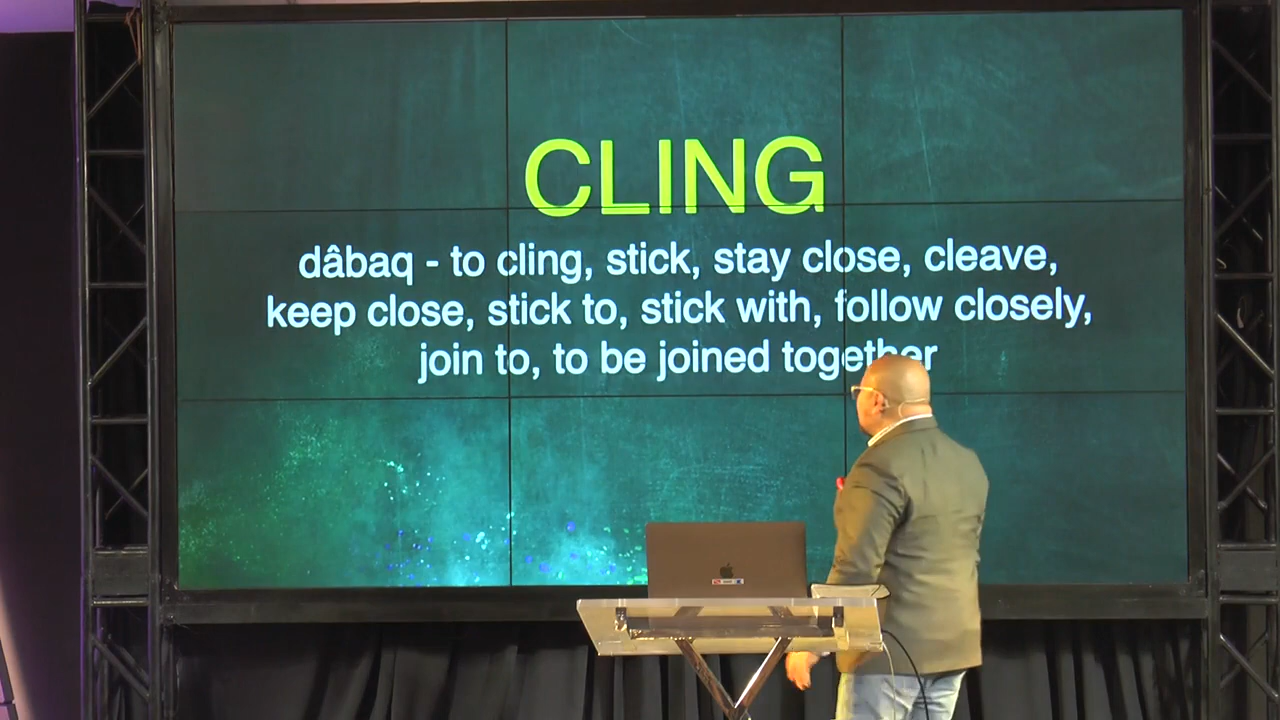 CLING
dâbaq - to cling, stick, stay close, cleave,
keep close, stick to, stick with, follow closely,
join to, to be joined together